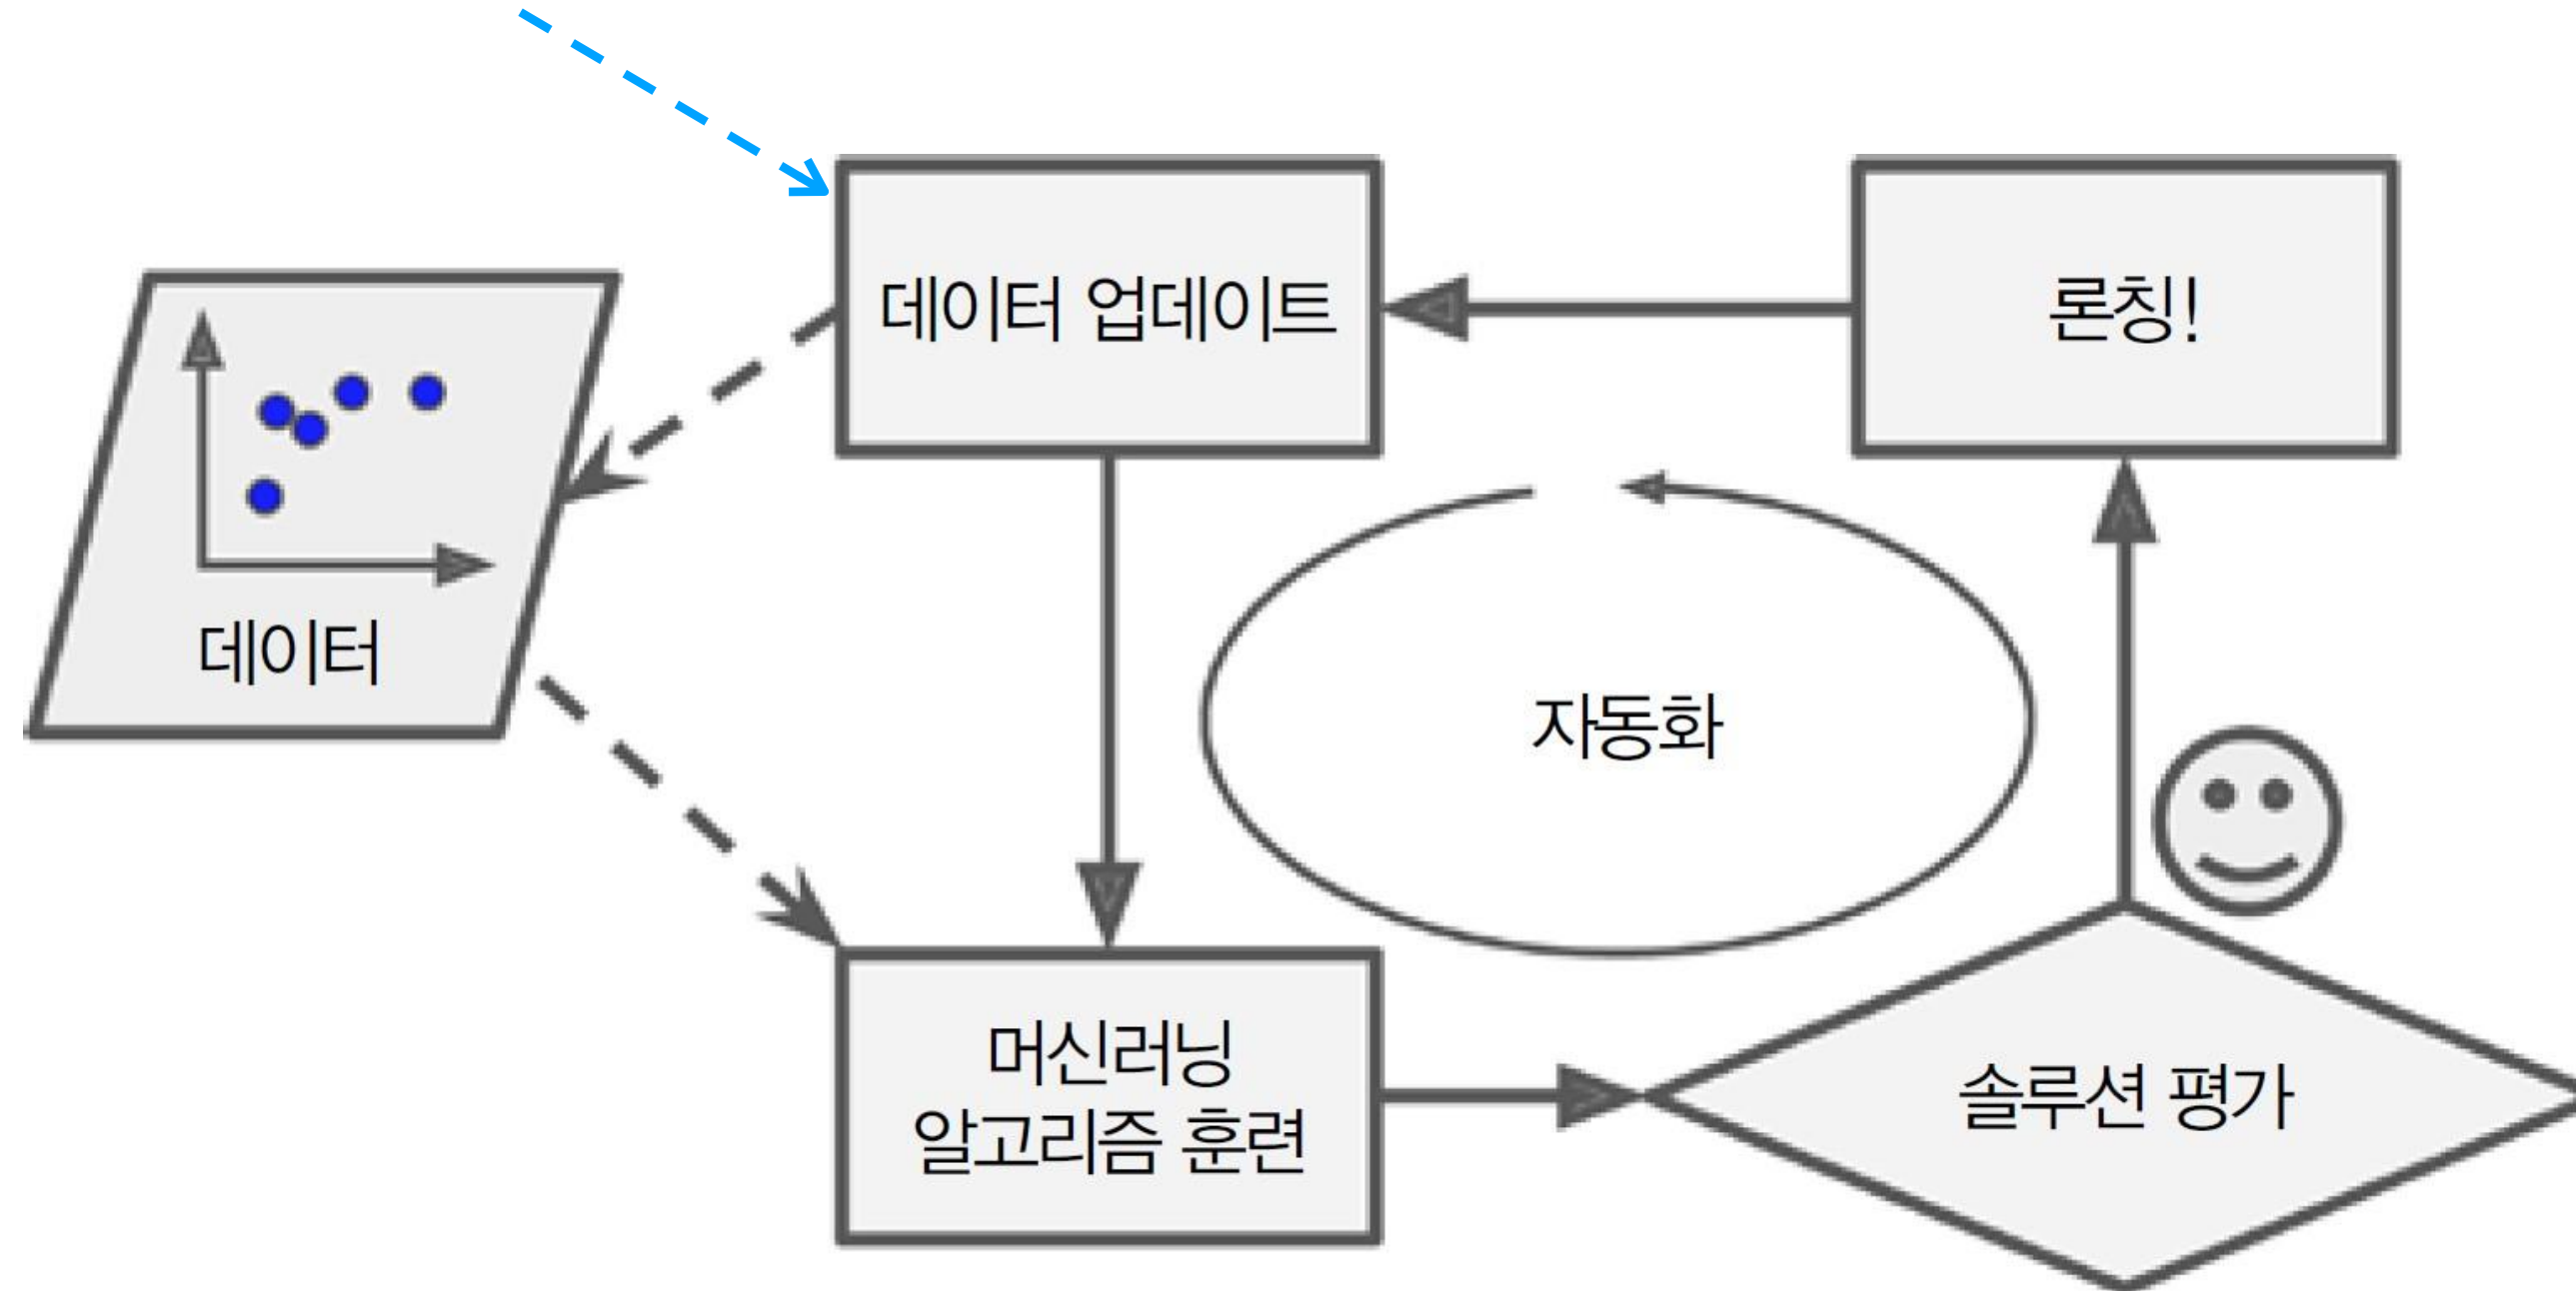 데이터 업데이트
론칭!
데이터
자동화
머신러닝
알고리즘 훈련
솔루션 평가